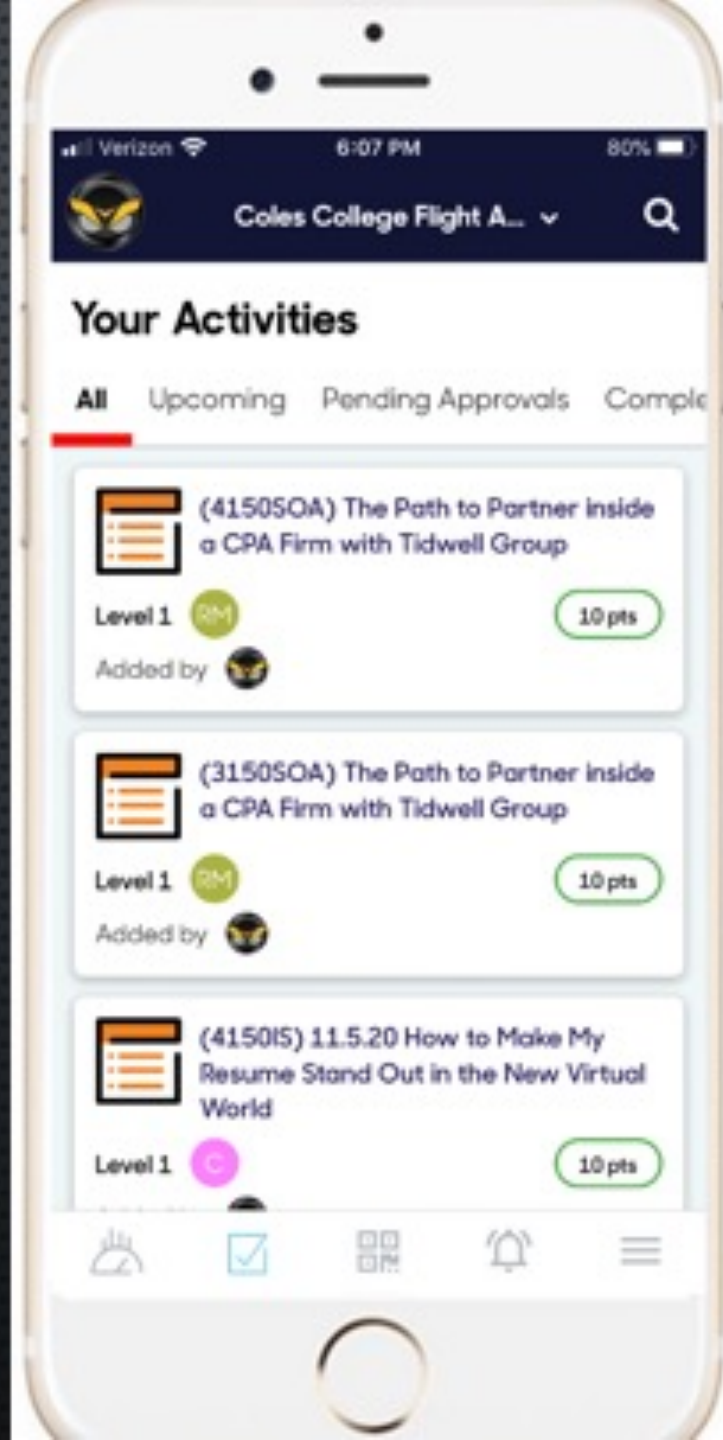 Verizon 6:07 PM 80%
Coles College Flight A...
Your Activities
All Upcoming Pending Approvals Comple
(4150SOA) The Path to Partner inside
a CPA Firm with Tidwell Group
Level 1 RM 10 pts
Added by
(3150SOA) The Path to Partner inside
a CPA Firm with Tidwell Group
Level 1 RM 10 pts
Added by
(4150IS) 11.5.20 How to Make My
Resume Stand Out in the New Virtual
World
Level 1 C 10 pts